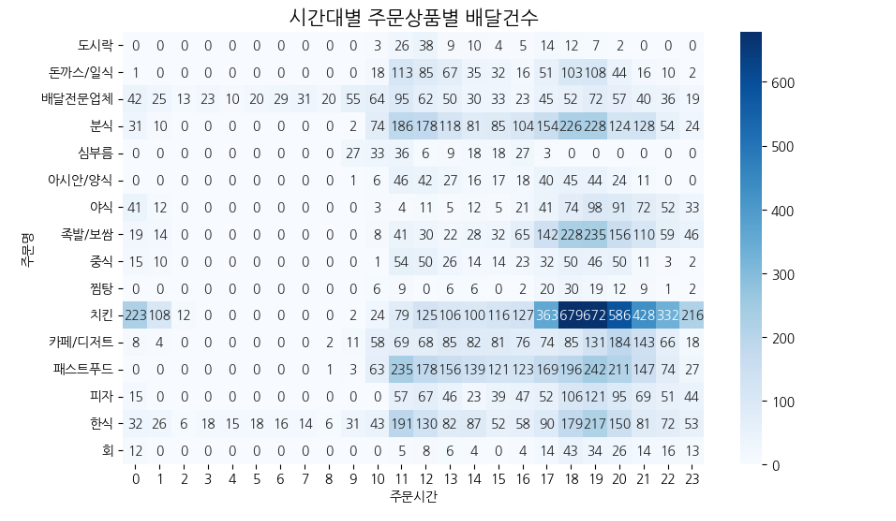 시간대별 주문상품별 배달건수
도시락 0 0 0 0 0 0 0 0 0 0 3 26 38 9 10 4 5 14 12 7 2 0 0 0
돈까스/일식 1 0 0 0 0 0 0 0 0 0 18 113 85 67 35 32 16 51 103 108 44 16 10 2
배달전문업체 42 25 13 23 10 20 29 31 20 55 64 95 62 50 30 33 23 45 52 72 57 40 36 19
분식 31 10 0 0 0 0 0 0 0 2 74 186 178 118 81 85 104 154 226 228 124 128 54 24
심부름 0 0 0 0 0 0 0 0 0 27 33 36 6 9 18 18 27 3 0 0 0 0 0 0
아시안/양식 0 0 0 0 0 0 0 0 0 1 6 46 42 27 16 17 18 40 45 44 24 11 0 0
야식 41 12 0 0 0 0 0 0 0 0 3 4 11 5 12 5 21 41 74 98 91 72 52 33
족발/보쌈 19 14 0 0 0 0 0 0 0 0 8 41 30 22 28 32 65 142 228 235 156 110 59 46
중식 15 10 0 0 0 0 0 0 0 0 1 54 50 26 14 14 23 32 50 46 50 11 3 2
찜탕 0 0 0 0 0 0 0 0 0 0 6 9 0 6 6 0 2 20 30 19 12 9 1 2
치킨 223 108 12 0 0 0 0 0 0 2 24 79 125 106 100 116 127 363 679 672 586 428 332 216
카페/디저트 8 4 0 0 0 0 0 0 2 11 58 69 68 85 82 81 76 74 85 131 184 143 66 18
패스트푸드 0 0 0 0 0 0 0 0 1 3 63 235 178 156 139 121 123 169 196 242 211 147 74 27
피자 15 0 0 0 0 0 0 0 0 0 0 57 67 46 23 39 47 52 106 121 95 69 51 44
한식 32 26 6 18 15 18 16 14 6 31 43 191 130 82 87 52 58 90 179 217 150 81 72 53
회 12 0 0 0 0 0 0 0 0 0 0 5 8 6 4 0 4 14 43 34 26 14 16 13
0 1 2 3 4 5 6 7 8 9 10 11 12 13 14 15 16 17 18 19 20 21 22 23
주문시간
주문명
600
500
400
300
200
100
0